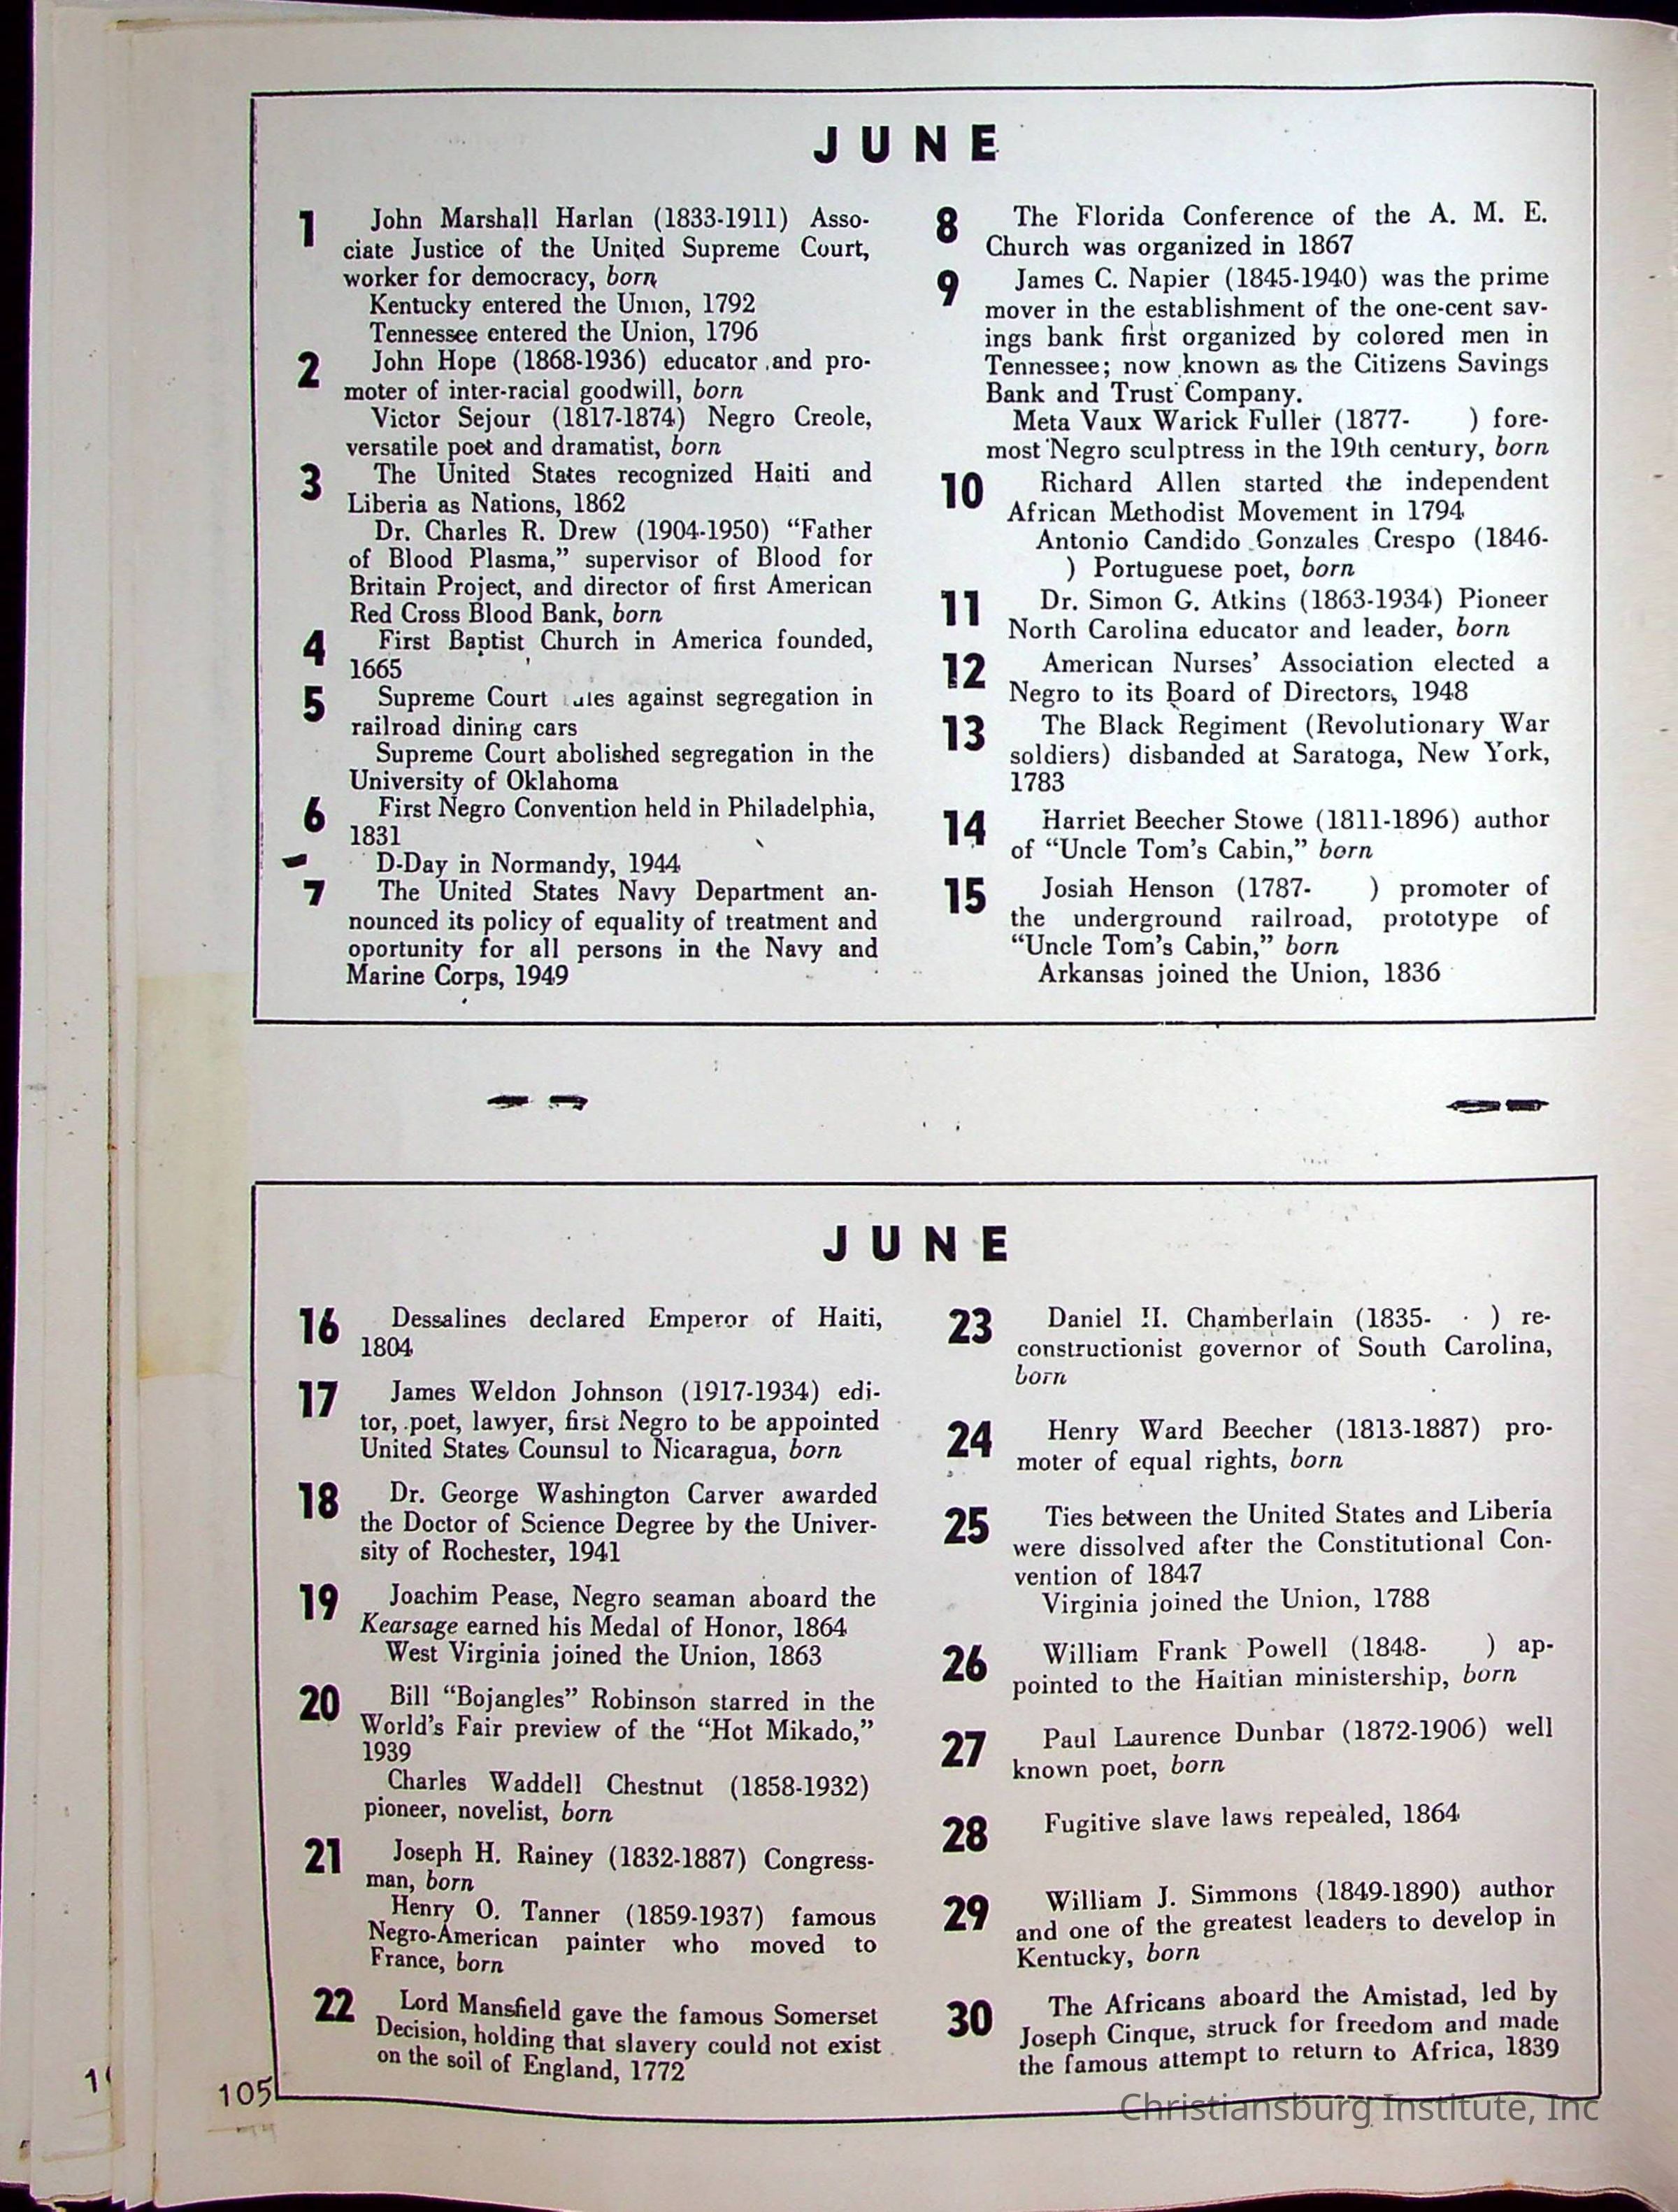 JUNE
1 John Marshall Harlan (1833-1911) Asso-
ciate Justice of the United Supreme Court,
worker for democracy, born
Kentucky entered the Union, 1792
Tennessee entered the Union, 1796
2 John Hope (1868-1936) educator and pro-
moter of inter-racial goodwill, born
Victor Sejour (1817-1874) Negro Creole,
versatile poet and dramatist, born
3 The United States recognized Haiti and
Liberia as Nations, 1862
Dr. Charles R. Drew (1904-1950) “Father
of Blood Plasma,” supervisor of Blood for
Britain Project, and director of first American
Red Cross Blood Bank, born
4 First Baptist Church in America founded,
1665
5 Supreme Court against segregation in
railroad dining cars
Supreme Court abolished segregation in the
University of Oklahoma
6 First Negro Convention held in Philadelphia,
1831
D-Day in Normandy, 1944
7 The United States Navy Department an-
nounced its policy of equality of treatment and
oportunity for all persons in the Navy and
Marine Corps, 1949
8 The Florida Conference of the A. M. E.
Church was organized in 1867
9 James C. Napier (1845-1940) was the prime
mover in the establishment of the one-cent sav-
ings bank first organized by colored men in
Tennessee; now known as the Citizens Savings
Bank and Trust Company.
Meta Vaux Warick Fuller (1877- ) fore-
most Negro sculptress in the 19th century, born
10 Richard Allen started the independent
African Methodist Movement in 1794
Antonio Candido Gonzales Crespo (1846-
) Portuguese poet, born
11 Dr. Simon G. Atkins (1863-1934) Pioneer
North Carolina educator and leader, born
12 American Nurses’ Association elected a
Negro to its Board of Directors, 1948
13 The Black Regiment (Revolutionary War
soldiers) disbanded at Saratoga, New York,
1783
14 Harriet Beecher Stowe (1811-1896) author
of “Uncle Tom’s Cabin,” born
15 Josiah Henson (1787- ) promoter of
the underground railroad, prototype of
“Uncle Tom’s Cabin,” born
Arkansas joined the Union, 1836
JUNE
16 Dessalines declared Emperor of Haiti,
1804
17 James Weldon Johnson (1917-1934) edi-
tor, poet, lawyer, first Negro to be appointed
United States Counsul to Nicaragua, born
18 Dr. George Washington Carver awarded
the Doctor of Science Degree by the Univer-
sity of Rochester, 1941
19 Joachim Pease, Negro seaman aboard the
Kearsage earned his Medal of Honor, 1864
West Virginia joined the Union, 1863
20 Bill “Bojangles” Robinson starred in the
World’s Fair preview of the “Hot Mikado,”
1939
Charles Waddell Chestnut (1858-1932)
pioneer, novelist, born
21 Joseph H. Rainey (1832-1887) Congress-
man, born
Henry O. Tanner (1859-1937) famous
Negro-American painter who moved to
France, born
22 Lord Mansfield gave the famous Somerset
Decision, holding that slavery could not exist
on the soil of England, 1772
23 Daniel H. Chamberlain (1835- ) re-
constructionist governor of South Carolina,
born
24 Henry Ward Beecher (1813-1887) pro-
moter of equal rights, born
25 Ties between the United States and Liberia
were dissolved after the Constitutional Con-
vention of 1847
Virginia joined the Union, 1788
26 William Frank Powell (1848- ) ap-
pointed to the Haitian ministership, born
27 Paul Laurence Dunbar (1872-1906) well
known poet, born
28 Fugitive slave laws repealed, 1864
29 William J. Simmons (1849-1890) author
and one of the greatest leaders to develop in
Kentucky, born
30 The Africans aboard the Amistad, led by
Joseph Cinque, struck for freedom and made
the famous attempt to return to Africa, 1839
105
Christiansburg Institute, Inc